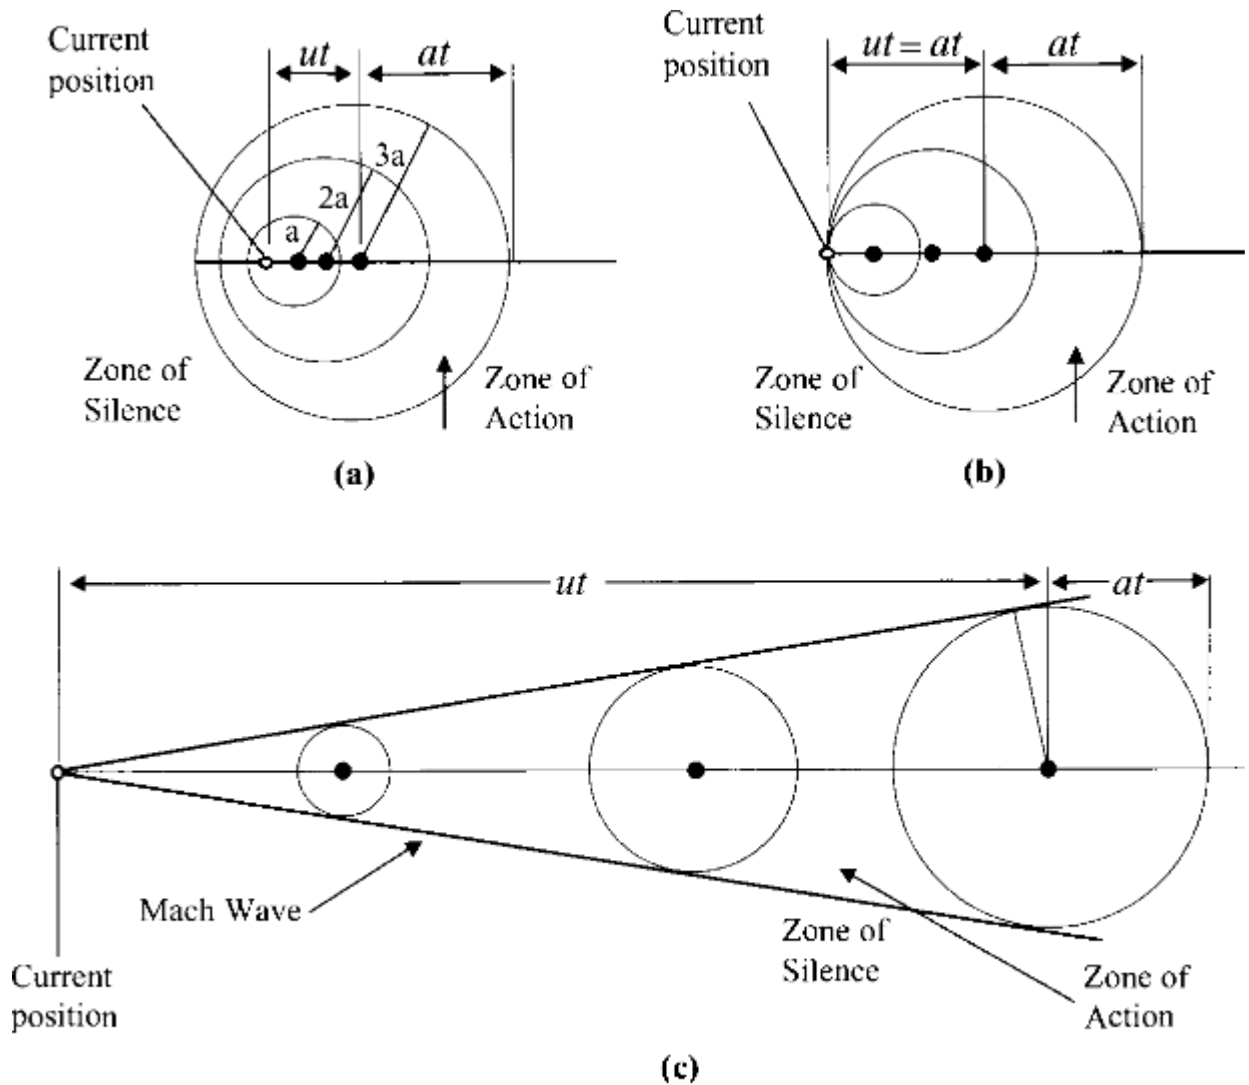 Current
position
ut
at
3a
2a
a
Zone of
Silence
Zone of
Action
(a)
Current
position
ut = at
at
Zone of
Silence
Zone of
Action
(b)
ut
at
Mach Wave
Zone of
Silence
Current
position
Zone of
Action
(c)